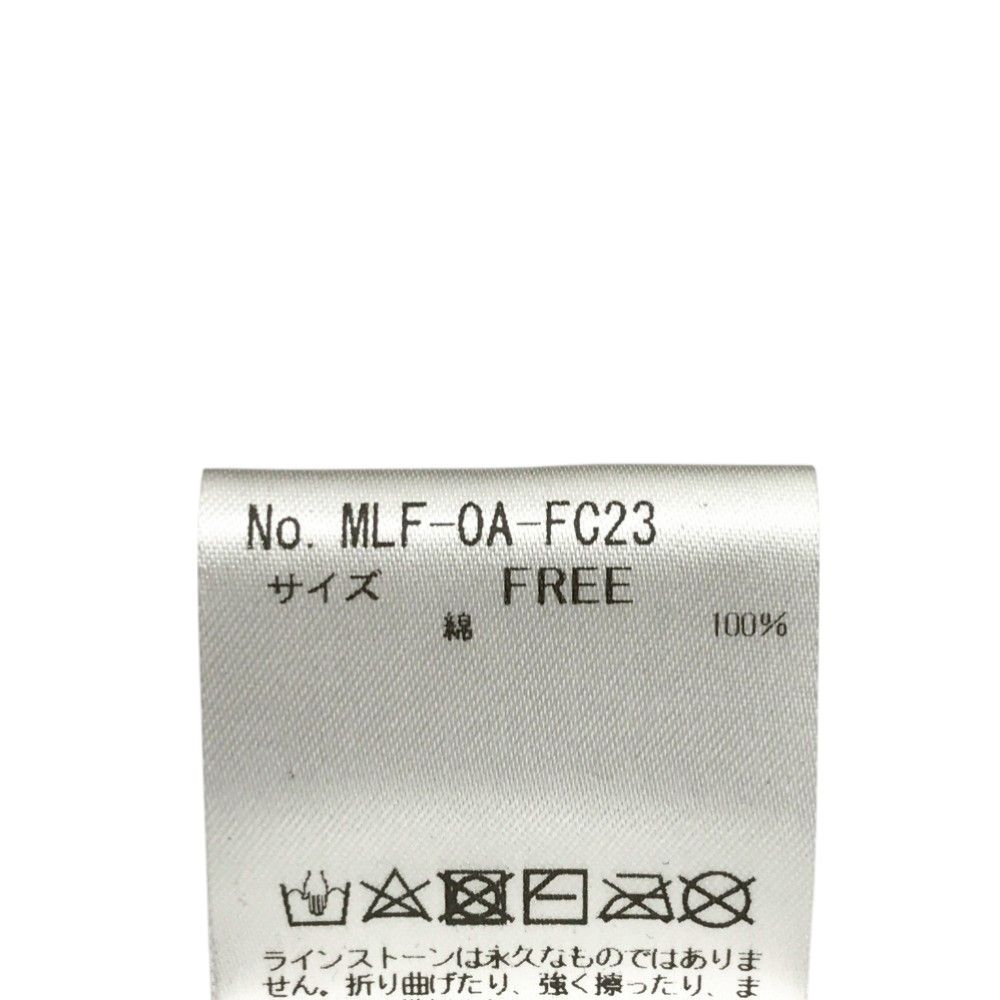 No. MLF-OA-FC23
サイズ FREE
綿 100%
ラインストーンは永久なものではありま
せん。折り曲げたり、強く擦ったり、ま